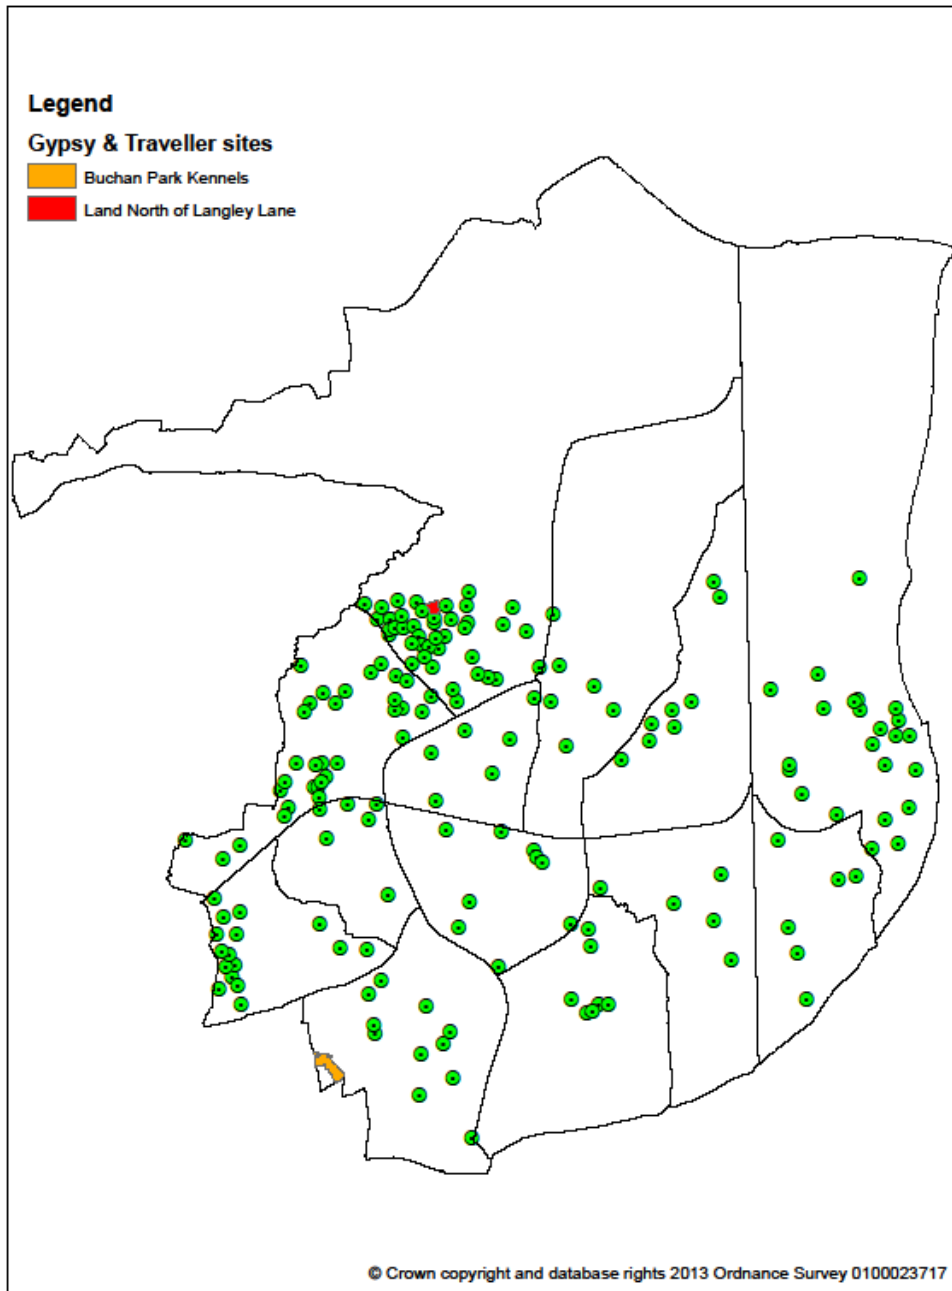 Legend
Gypsy & Traveller sites
Buchan Park Kennels
Land North of Langley Lane
© Crown copyright and database rights 2013 Ordnance Survey 0100023717